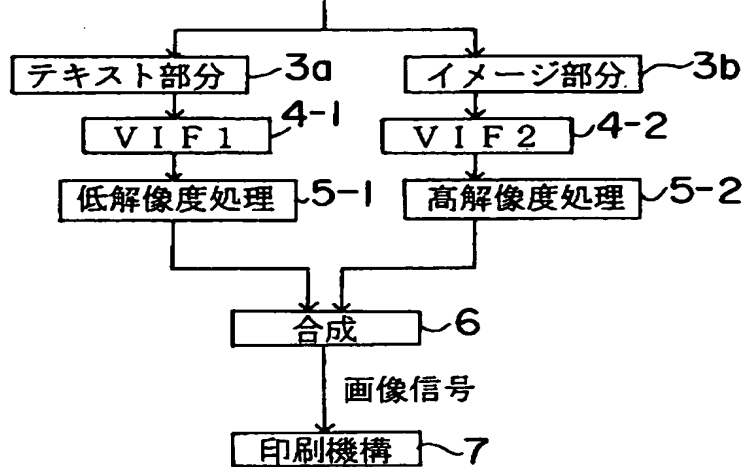 テキスト部分 3a イメージ部分 3b
VIF1 4-1 VIF2 4-2
低解像度処理 5-1 高解像度処理 5-2
合成 6
画像信号
印刷機構 7